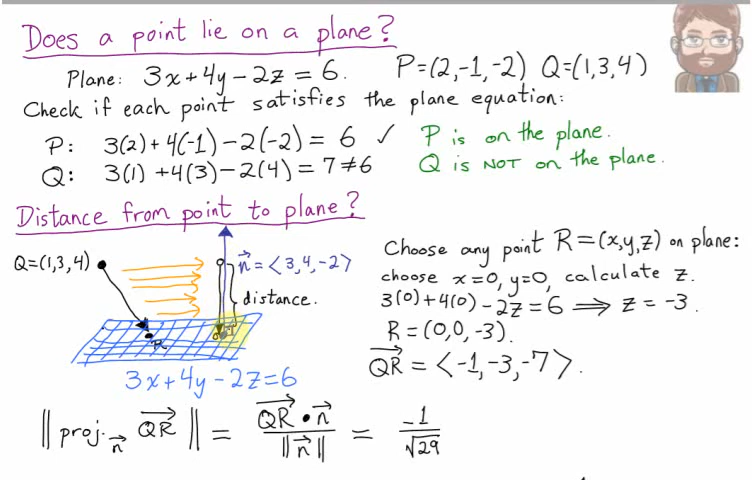 Does a point lie on a plane?
Plane: 3x+4y-2z=6. P=(2,-1,-2) Q=(1,3,4)
Check if each point satisfies the plane equation:
P: 3(2)+4(-1)-2(-2)=6 ✓ P is on the plane.
Q: 3(1)+4(3)-2(4)=7≠6 Q is NOT on the plane.
Distance from point to plane?
Q=(1,3,4)
n⃗=<3,4,-2>
distance.
R
3x+4y-2z=6
Choose any point R=(x,y,z) on plane:
choose x=0, y=0, calculate z.
3(0)+4(0)-2z=6 ⟹ z=-3.
R=(0,0,-3).
QR⃗ = <-1,-3,-7>.
‖proj.n⃗ QR⃗‖ = QR⃗•n⃗ / ‖n⃗‖ = -1/√29